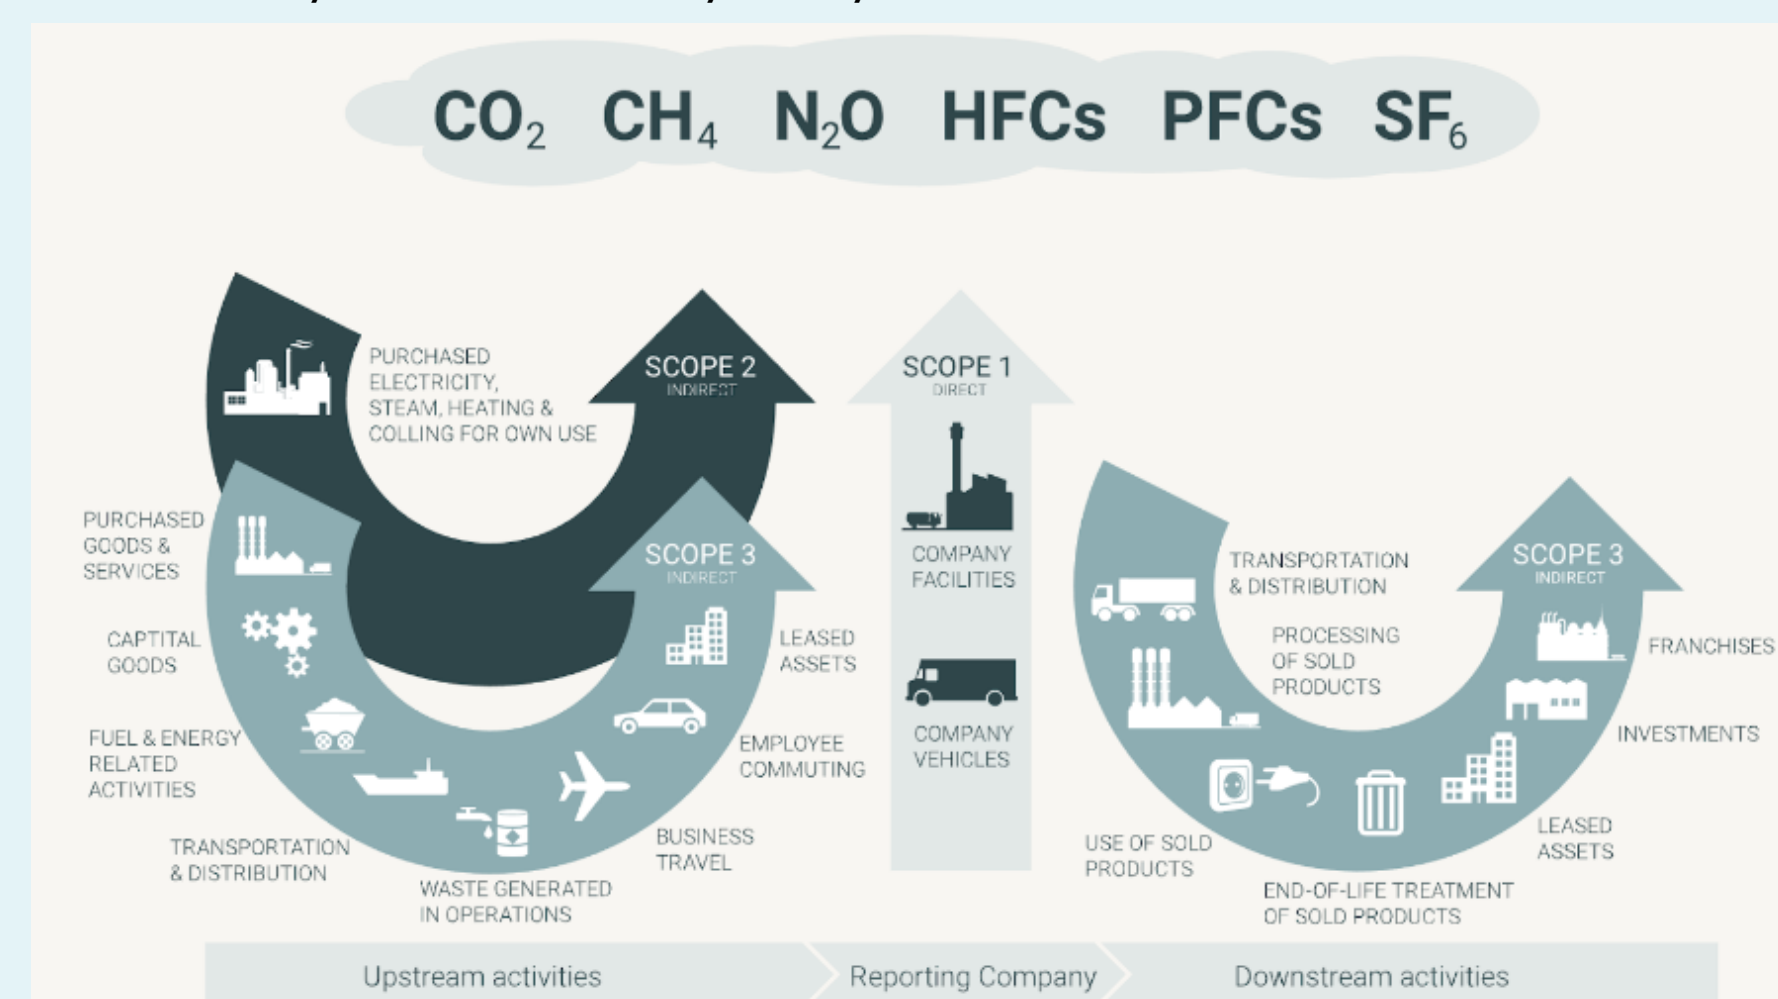 CO₂ CH₄ N₂O HFCs PFCs SF₆
PURCHASED
ELECTRICITY,
STEAM, HEATING &
COLLING FOR OWN USE
SCOPE 2
INDIRECT
SCOPE 1
DIRECT
PURCHASED
GOODS &
SERVICES
CAPTITAL
GOODS
FUEL & ENERGY
RELATED
ACTIVITIES
TRANSPORTATION
& DISTRIBUTION
WASTE GENERATED
IN OPERATIONS
BUSINESS
TRAVEL
EMPLOYEE
COMMUTING
LEASED
ASSETS
SCOPE 3
INDIRECT
COMPANY
FACILITIES
COMPANY
VEHICLES
TRANSPORTATION
& DISTRIBUTION
PROCESSING
OF SOLD
PRODUCTS
USE OF SOLD
PRODUCTS
END-OF-LIFE TREATMENT
OF SOLD PRODUCTS
LEASED
ASSETS
INVESTMENTS
FRANCHISES
SCOPE 3
INDIRECT
Upstream activities
Reporting Company
Downstream activities